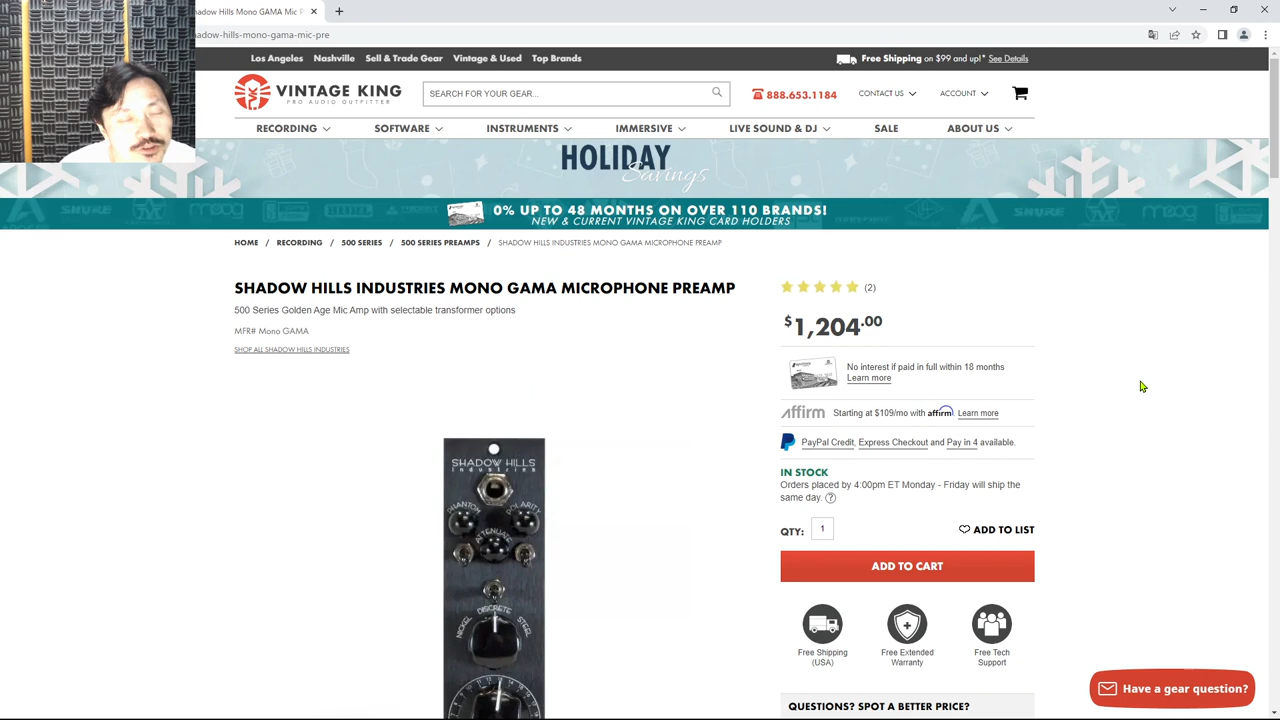 adow Hills Mono GAMA Mic P
adow-hills-mono-gama-mic-pre
Los Angeles Nashville Sell & Trade Gear Vintage & Used Top Brands Free Shipping on $99 and up!* See Details
VINTAGE KING
PRO AUDIO OUTFITTER
SEARCH FOR YOUR GEAR...
888.653.1184
CONTACT US
ACCOUNT
RECORDING SOFTWARE INSTRUMENTS IMMERSIVE LIVE SOUND & DJ SALE ABOUT US
HOLIDAY
Savings
0% UP TO 48 MONTHS ON OVER 110 BRANDS!
NEW & CURRENT VINTAGE KING CARD HOLDERS
HOME / RECORDING / 500 SERIES / 500 SERIES PREAMPS / SHADOW HILLS INDUSTRIES MONO GAMA MICROPHONE PREAMP
SHADOW HILLS INDUSTRIES MONO GAMA MICROPHONE PREAMP
500 Series Golden Age Mic Amp with selectable transformer options
MFR# Mono GAMA
SHOP ALL SHADOW HILLS INDUSTRIES
SHADOW HILLS
industries
PHANTOM
POLARITY
ATTENUATE
NICKEL
DISCRETE
STEEL
(2)
$1,204.00
No interest if paid in full within 18 months
Learn more
affirm Starting at $109/mo with affirm. Learn more
PayPal Credit, Express Checkout and Pay in 4 available.
IN STOCK
Orders placed by 4:00pm ET Monday - Friday will ship the
same day. ?
QTY: 1
ADD TO LIST
ADD TO CART
Free Shipping
(USA)
Free Extended
Warranty
Free Tech
Support
QUESTIONS? SPOT A BETTER PRICE?
Have a gear question?